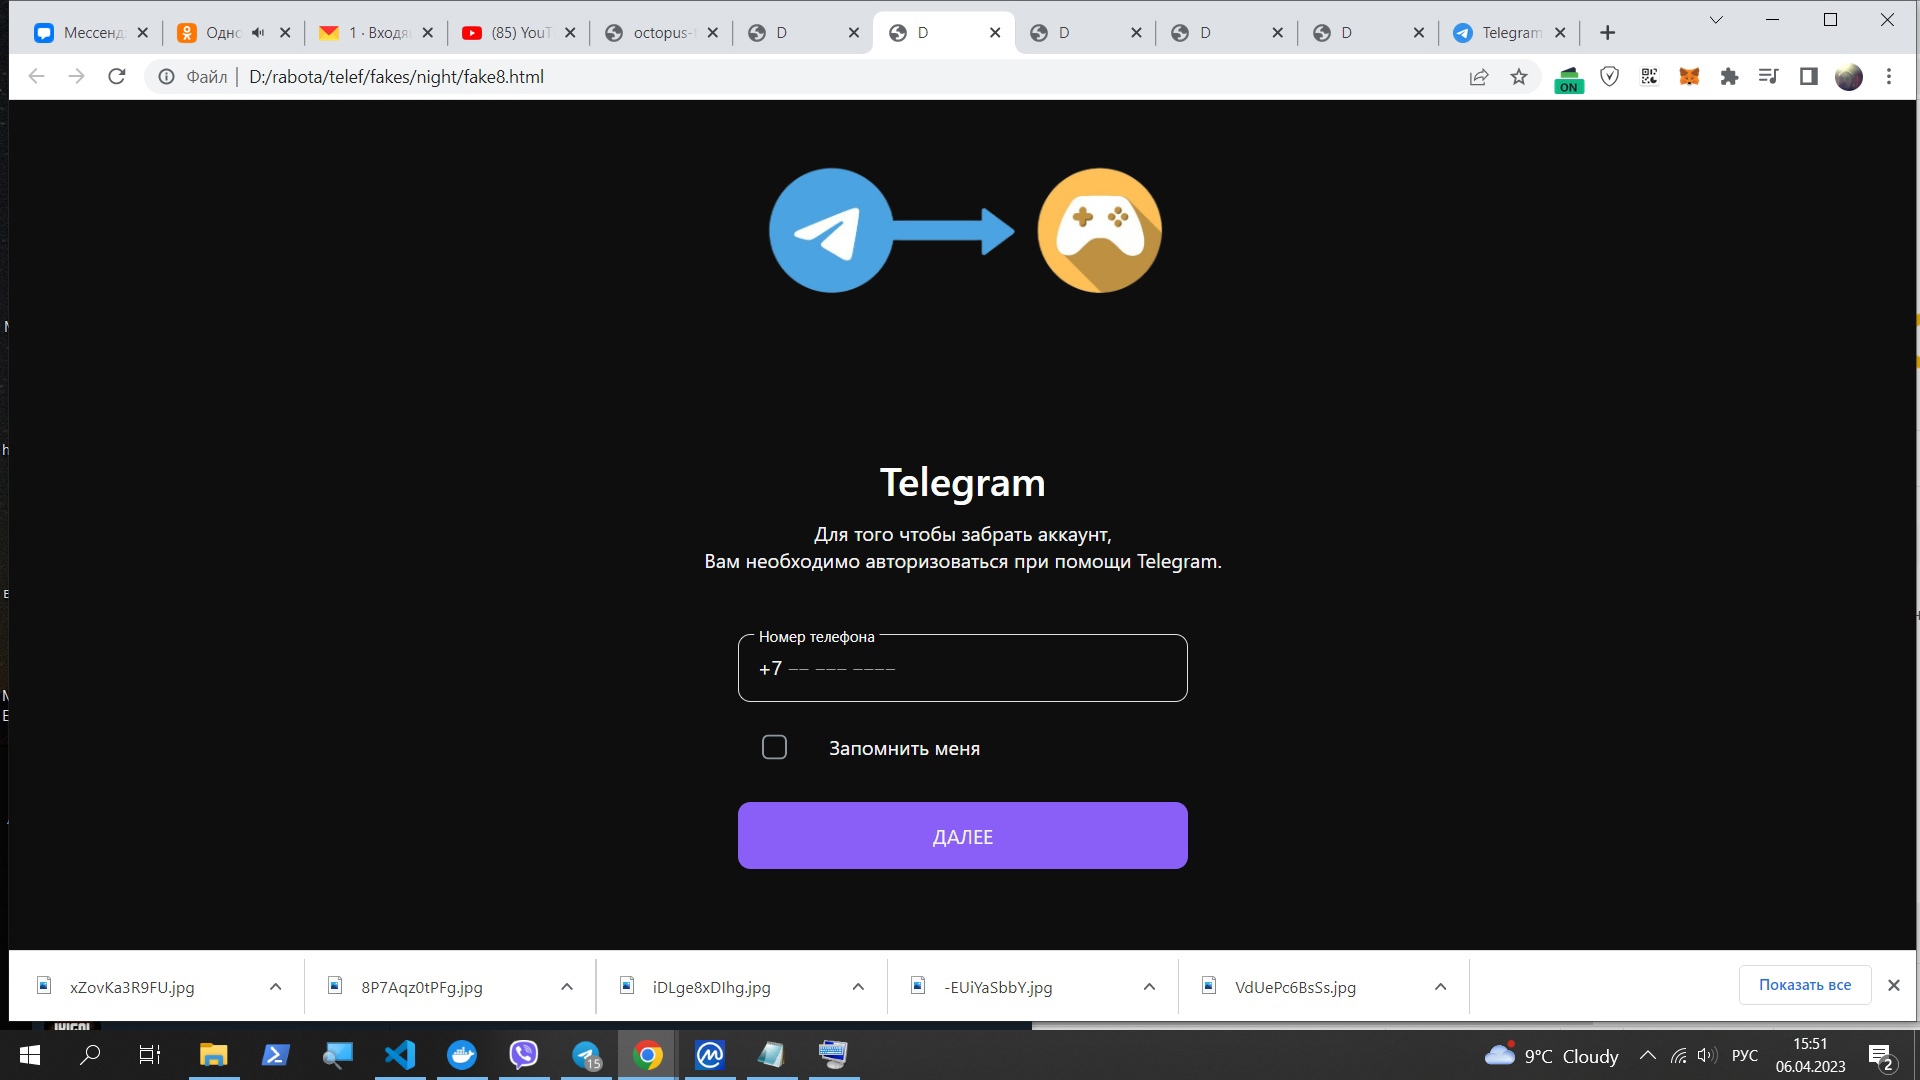 Мессенд
Одно
1 · Входя
(85) YouT
octopus-
D
D
D
D
D
Telegram
Файл
D:/rabota/telef/fakes/night/fake8.html
ON
Telegram
Для того чтобы забрать аккаунт,
Вам необходимо авторизоваться при помощи Telegram.
Номер телефона
+7 −− −−− −−−−
Запомнить меня
ДАЛЕЕ
xZovKa3R9FU.jpg
8P7Aqz0tPFg.jpg
iDLge8xDIhg.jpg
-EUiYaSbbY.jpg
VdUePc6BsSs.jpg
Показать все
15
9°C Cloudy
РУС
15:51
06.04.2023
2